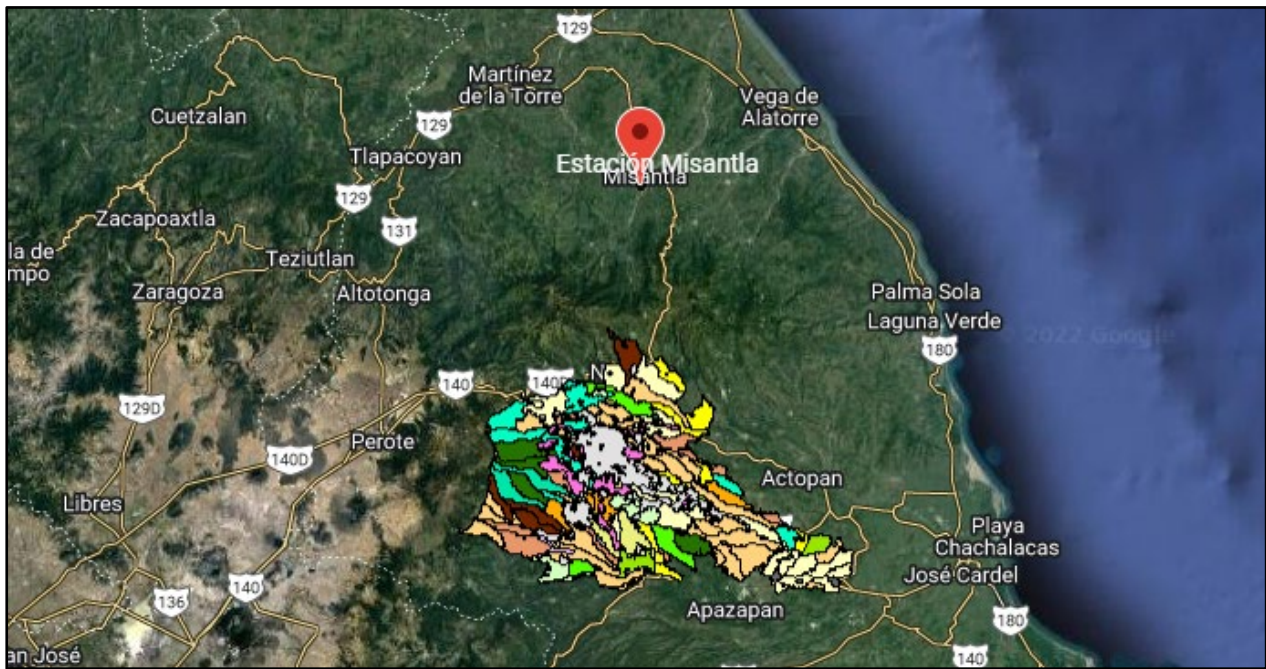 129
Martínez
de la Torre
Vega de
Alatorre
Cuetzalan
129
Tlapacoyan
Estación Misantla
Misantla
129
Zacapoaxtla
131
la de
mpo
Teziutlan
Zaragoza
Altotonga
Palma Sola
Laguna Verde
© 2022 Google
180
140
140D
N
129D
Perote
140D
Actopan
Libres
Playa
Chachalacas
José Cardel
140
136
Apazapan
180
an José
140